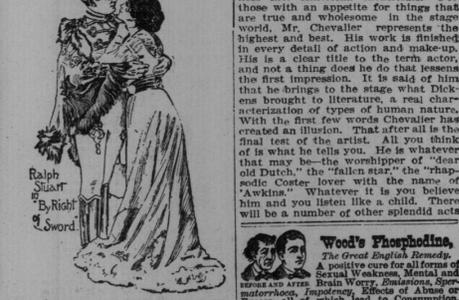 those with an appetite for things that
are true and wholesome in the stage
world, Mr. Chevalier represents the
highest and best. His work is finished
in every detail of action and make-up.
His is a clear title to the term actor,
and not a thing does he do that lessens
the first impression. It is said of him
that he brings to the stage what Dick-
ens brought to literature, a real char-
acterization of types of human nature.
With the first few words Chevalier has
created an illusion. That after all is the
final test of the artist. All you think
of is what he tells you. He is whatever
that may be—the worshipper of "dear
old Dutch," the "fallen star," the "rhap-
sodic Coster lover with the name of
'Awkins." Whatever it is you believe
him and you listen like a child. There
will be a number of other splendid acts
Ralph
Stuart
in "By Right
of Sword"
Wood's Phosphodine,
The Great English Remedy.
A positive cure for all forms of
Sexual Weakness, Mental and
Brain Worry, Emissions, Sper-
BEFORE AND AFTER
matorrhoea, Impotency, Effects of Abuse or